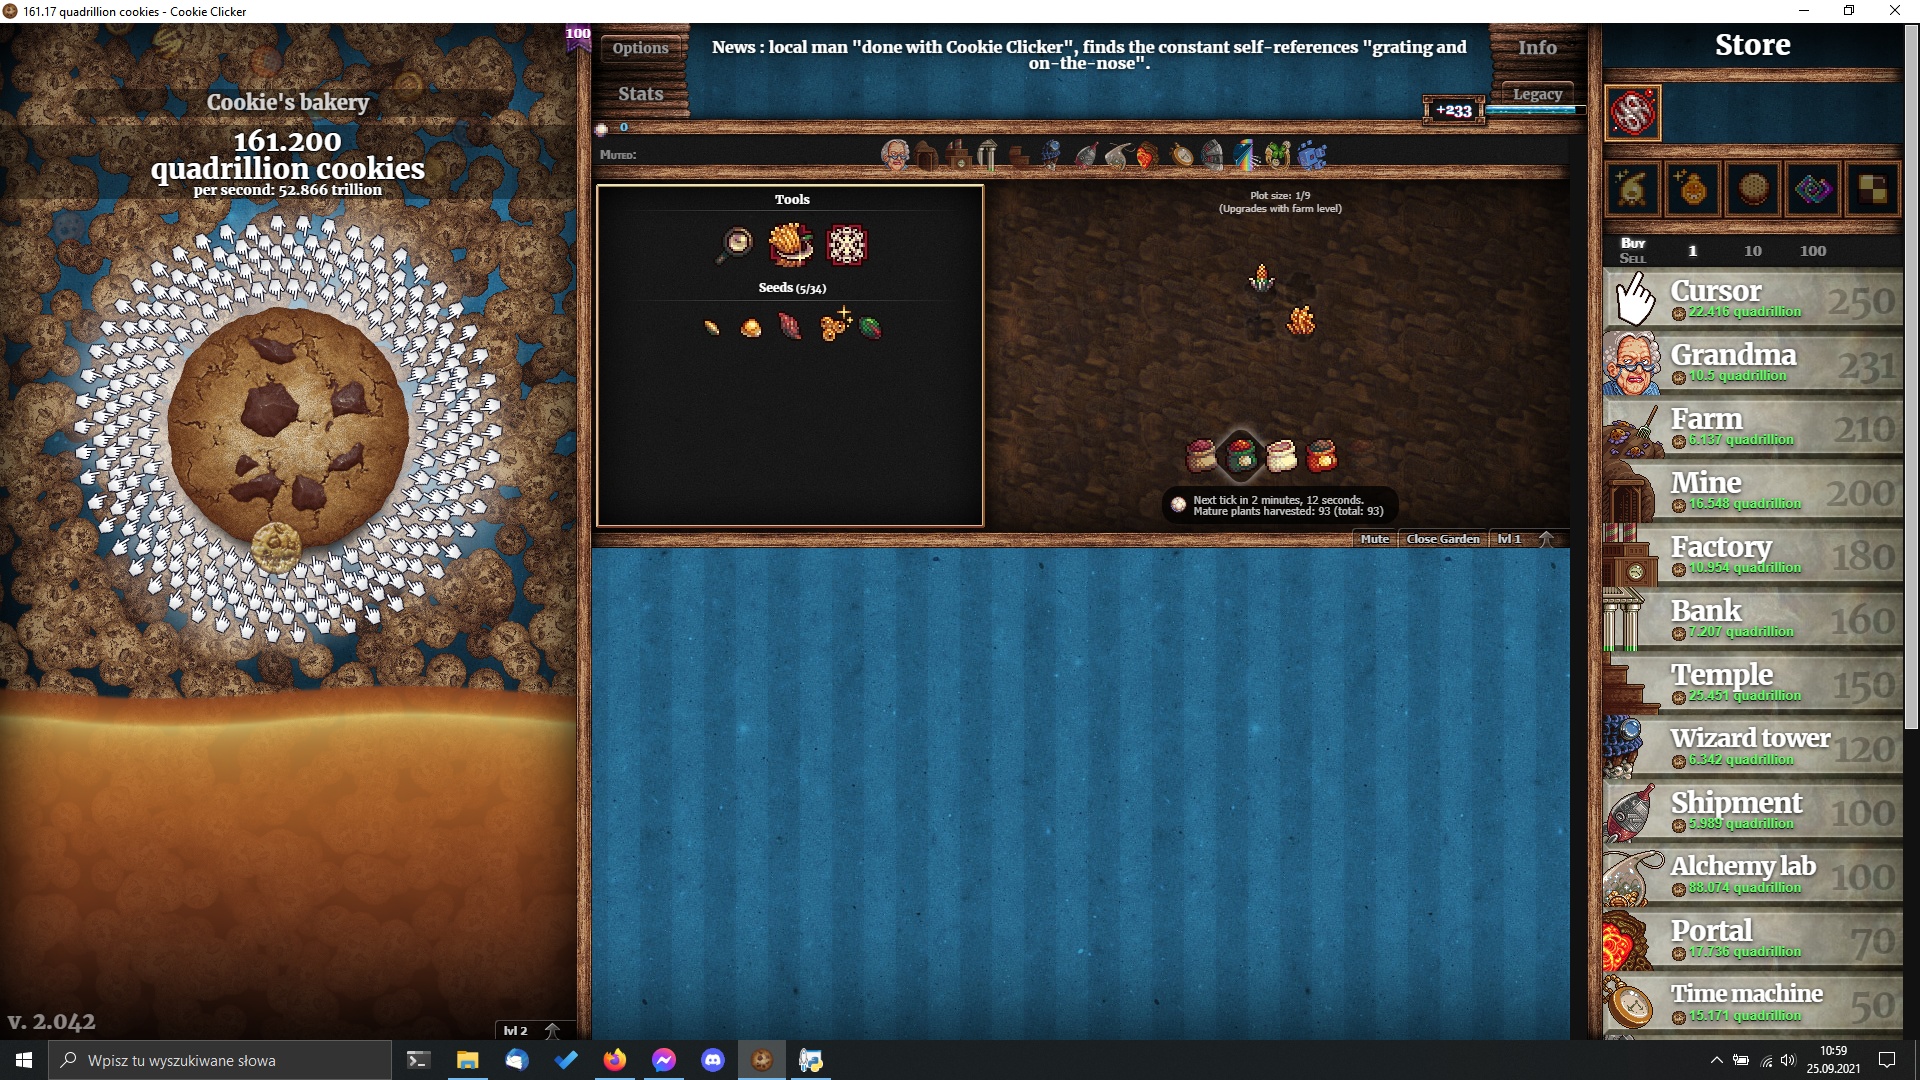 161.17 quadrillion cookies - Cookie Clicker
100
Options
Stats
News : local man "done with Cookie Clicker", finds the constant self-references "grating and
on-the-nose".
Info
Legacy
+233
Store
Cookie's bakery
161.200
quadrillion cookies
per second: 52.866 trillion
0
Muted:
Tools
Seeds (5/34)
Plot size: 1/9
(Upgrades with farm level)
Next tick in 2 minutes, 12 seconds.
Mature plants harvested: 93 (total: 93)
Mute
Close Garden
lvl 1
Buy
Sell
1
10
100
Cursor
22.416 quadrillion
250
Grandma
10.5 quadrillion
231
Farm
6.137 quadrillion
210
Mine
16.548 quadrillion
200
Factory
10.954 quadrillion
180
Bank
7.207 quadrillion
160
Temple
25.451 quadrillion
150
Wizard tower
6.342 quadrillion
120
Shipment
5.989 quadrillion
100
Alchemy lab
88.074 quadrillion
100
Portal
17.736 quadrillion
70
Time machine
15.171 quadrillion
50
v. 2.042
lvl 2
Wpisz tu wyszukiwane słowa
10:59
25.09.2021